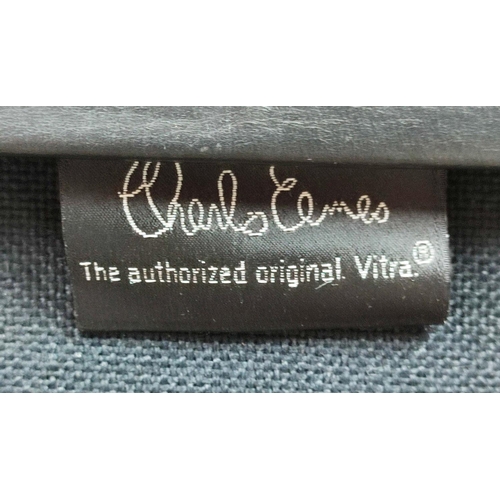 Charles Eames
The authorized original. Vitra.®